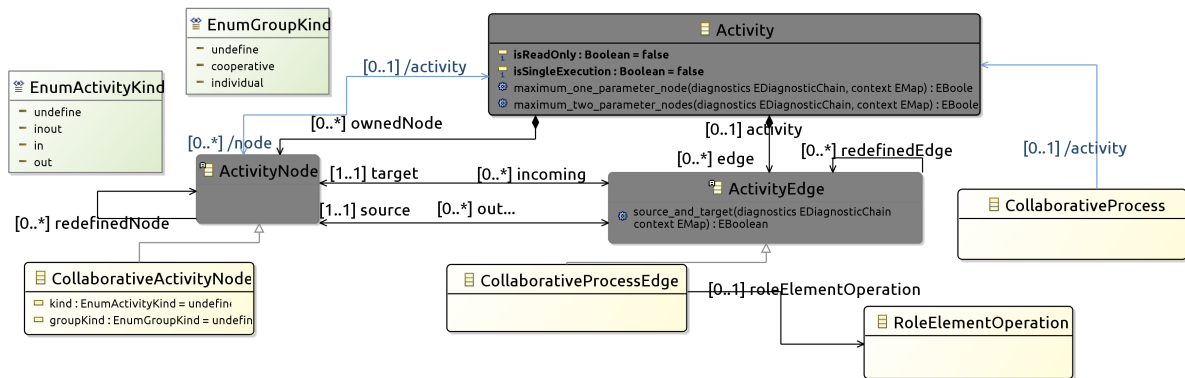 EnumGroupKind
undefine
cooperative
individual
EnumActivityKind
undefine
inout
in
out
Activity
isReadOnly : Boolean = false
isSingleExecution : Boolean = false
maximum_one_parameter_node(diagnostics EDiagnosticChain, context EMap) : EBoole
maximum_two_parameter_nodes(diagnostics EDiagnosticChain, context EMap) : EBoole
[0..1] /activity
[0..*] ownedNode
[0..*] /node
[0..1] activity
[0..*] edge
[0..*] redefinedEdge
[0..1] /activity
ActivityNode
[1..1] target
[0..*] incoming
[1..1] source
[0..*] out...
[0..*] redefinedNode
ActivityEdge
source_and_target(diagnostics EDiagnosticChain
context EMap) : EBoolean
CollaborativeProcess
CollaborativeActivityNode
kind : EnumActivityKind = undefine
groupKind : EnumGroupKind = undefin
CollaborativeProcessEdge
[0..1] roleElementOperation
RoleElementOperation